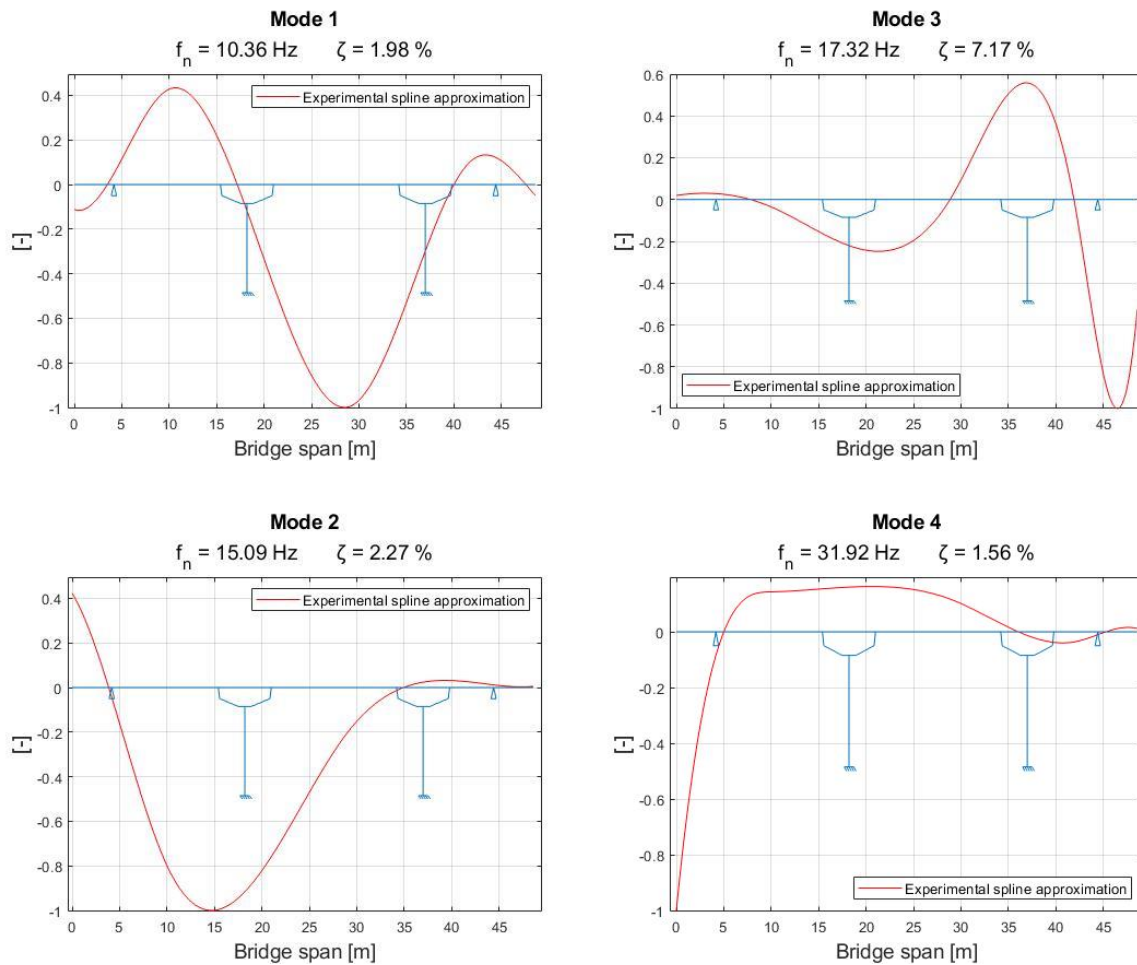 Mode 1
fn = 10.36 Hz ζ = 1.98 %
Experimental spline approximation
0.4
0.2
0
-0.2
-0.4
-0.6
-0.8
-1
[-]
0 5 10 15 20 25 30 35 40 45
Bridge span [m]
Mode 3
fn = 17.32 Hz ζ = 7.17 %
0.6
0.4
0.2
0
-0.2
-0.4
-0.6
-0.8
-1
[-]
Experimental spline approximation
0 5 10 15 20 25 30 35 40 45
Bridge span [m]
Mode 2
fn = 15.09 Hz ζ = 2.27 %
Experimental spline approximation
0.4
0.2
0
-0.2
-0.4
-0.6
-0.8
-1
[-]
0 5 10 15 20 25 30 35 40 45
Bridge span [m]
Mode 4
fn = 31.92 Hz ζ = 1.56 %
0
-0.2
-0.4
-0.6
-0.8
-1
[-]
Experimental spline approximation
0 5 10 15 20 25 30 35 40 45
Bridge span [m]